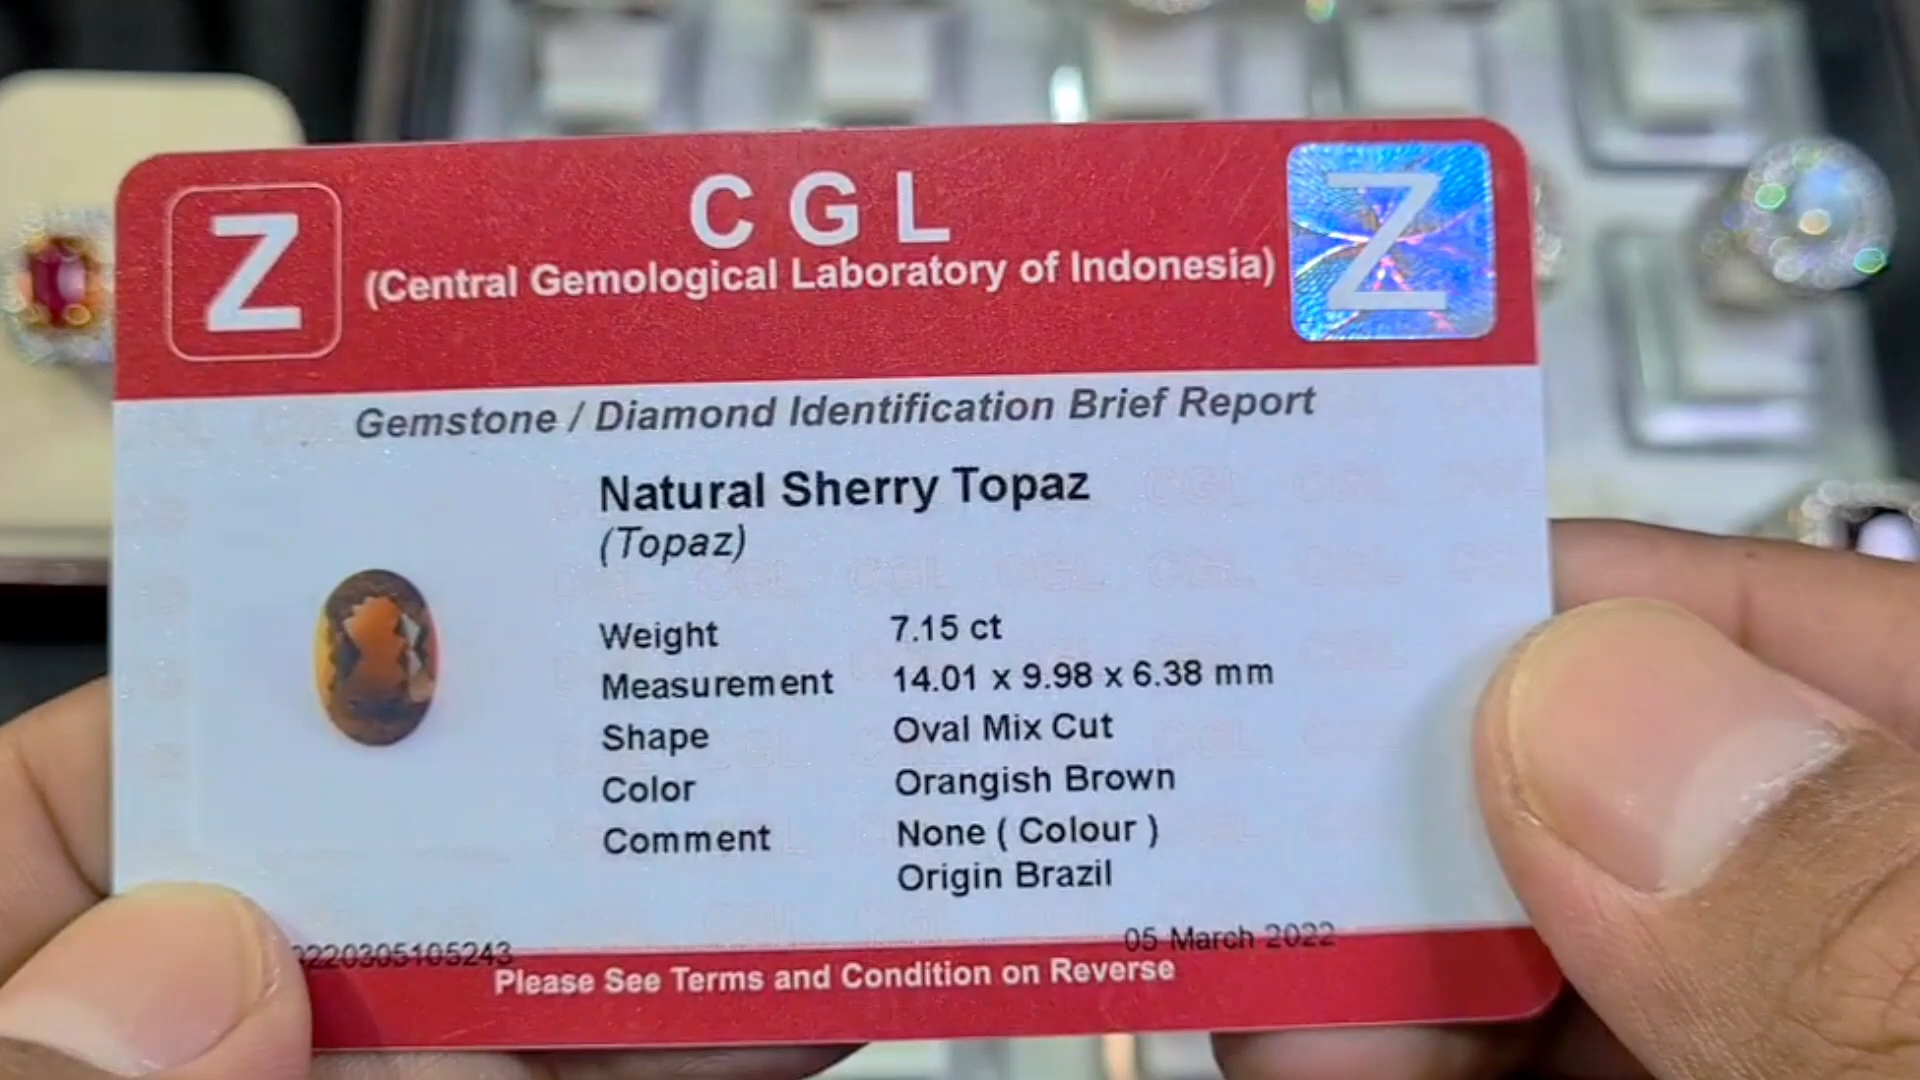 Z
C G L
Z
(Central Gemological Laboratory of Indonesia)
Gemstone / Diamond Identification Brief Report
Natural Sherry Topaz
(Topaz)
Weight 7.15 ct
Measurement 14.01 x 9.98 x 6.38 mm
Shape Oval Mix Cut
Color Orangish Brown
Comment None ( Colour )
Origin Brazil
05 March 2022
Please See Terms and Condition on Reverse